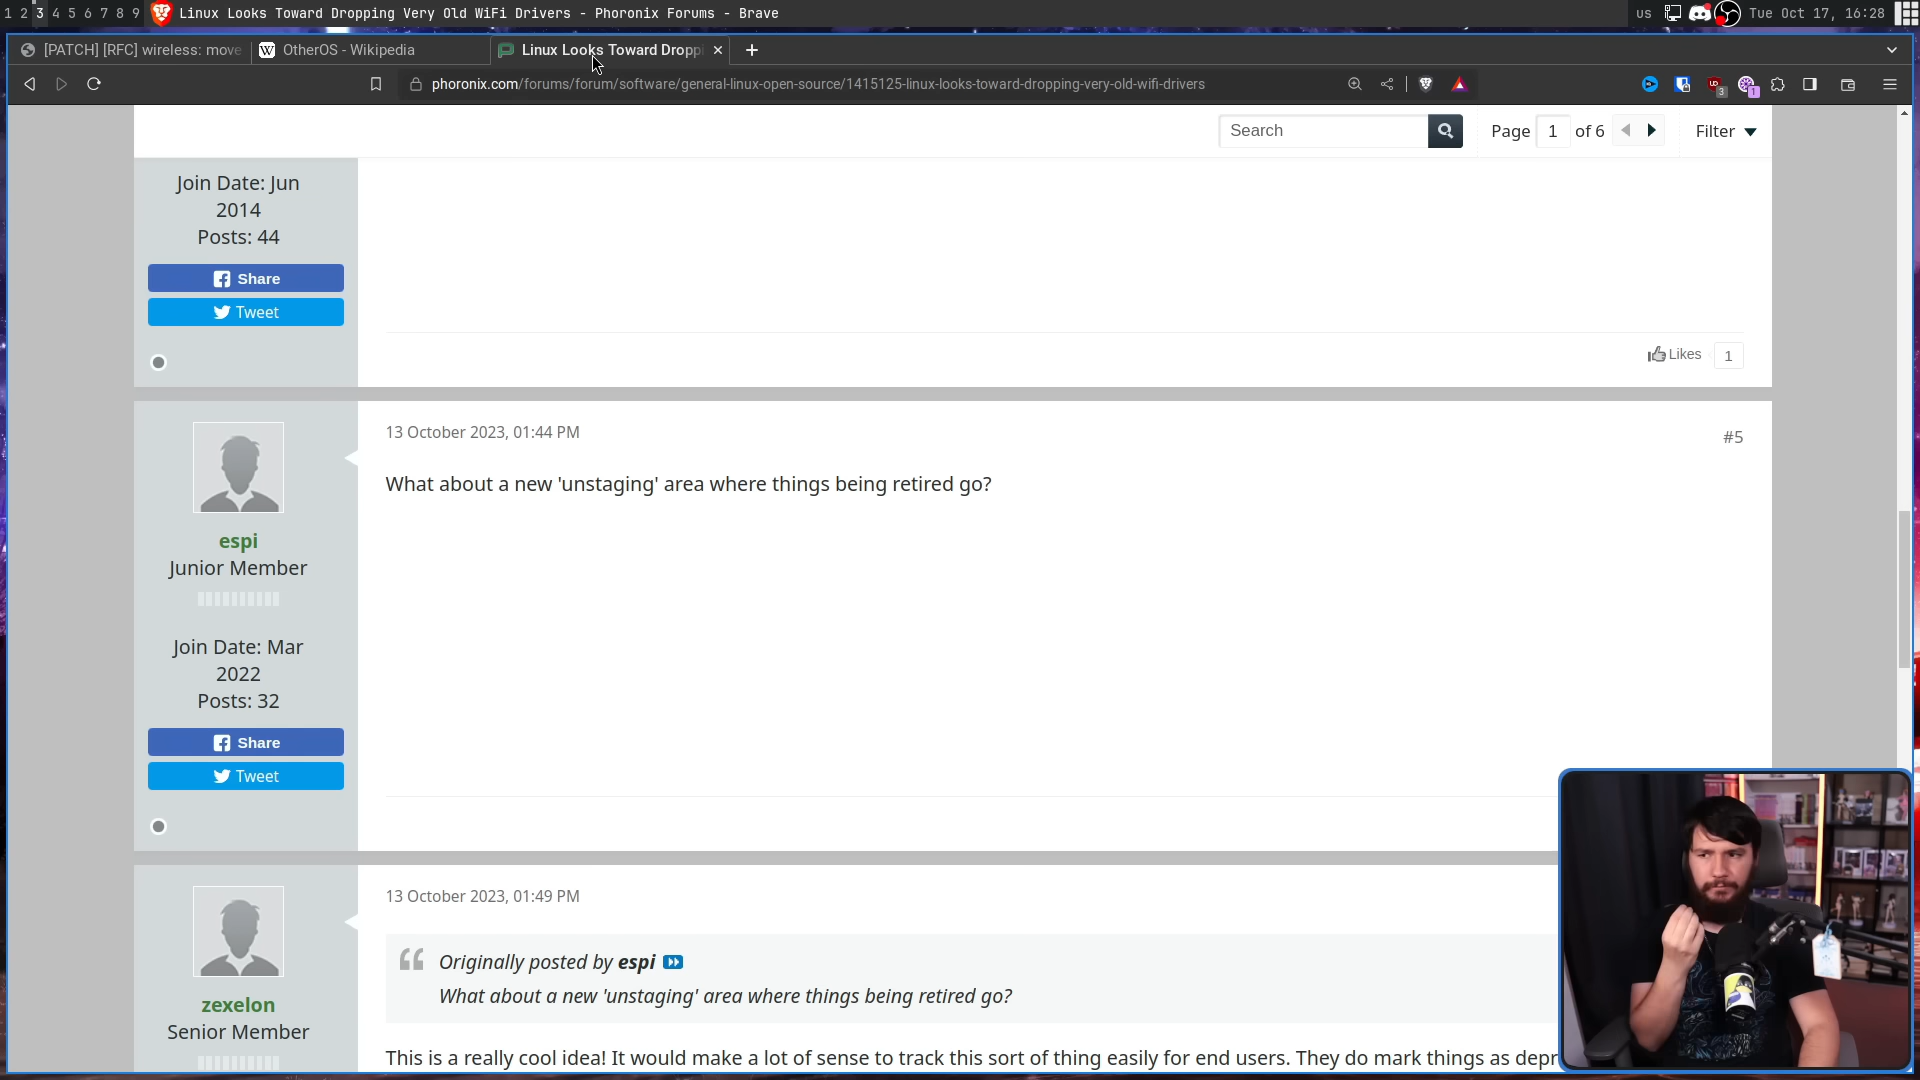 1 2 3 4 5 6 7 8 9 Linux Looks Toward Dropping Very Old WiFi Drivers - Phoronix Forums - Brave us Tue Oct 17, 16:28
[PATCH] [RFC] wireless: move OtherOS - Wikipedia Linux Looks Toward Droppi
phoronix.com/forums/forum/software/general-linux-open-source/1415125-linux-looks-toward-dropping-very-old-wifi-drivers
3 1
Search Page 1 of 6 Filter
Join Date: Jun
2014
Posts: 44
Share
Tweet
Likes 1
13 October 2023, 01:44 PM
#5
What about a new 'unstaging' area where things being retired go?
espi
Junior Member
Join Date: Mar
2022
Posts: 32
Share
Tweet
13 October 2023, 01:49 PM
Originally posted by espi
What about a new 'unstaging' area where things being retired go?
zexelon
Senior Member
This is a really cool idea! It would make a lot of sense to track this sort of thing easily for end users. They do mark things as depr